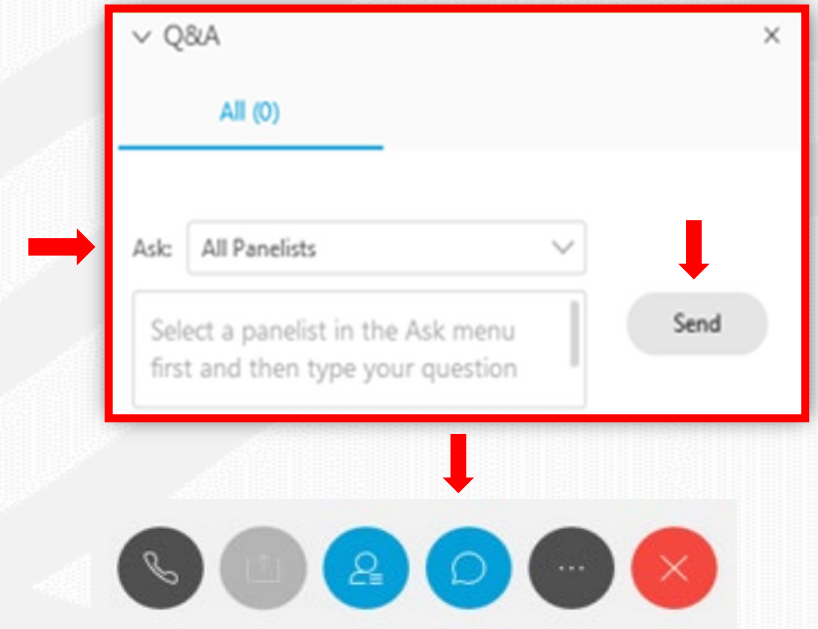 Q&A
All (0)
Ask: All Panelists
Select a panelist in the Ask menu
first and then type your question
Send